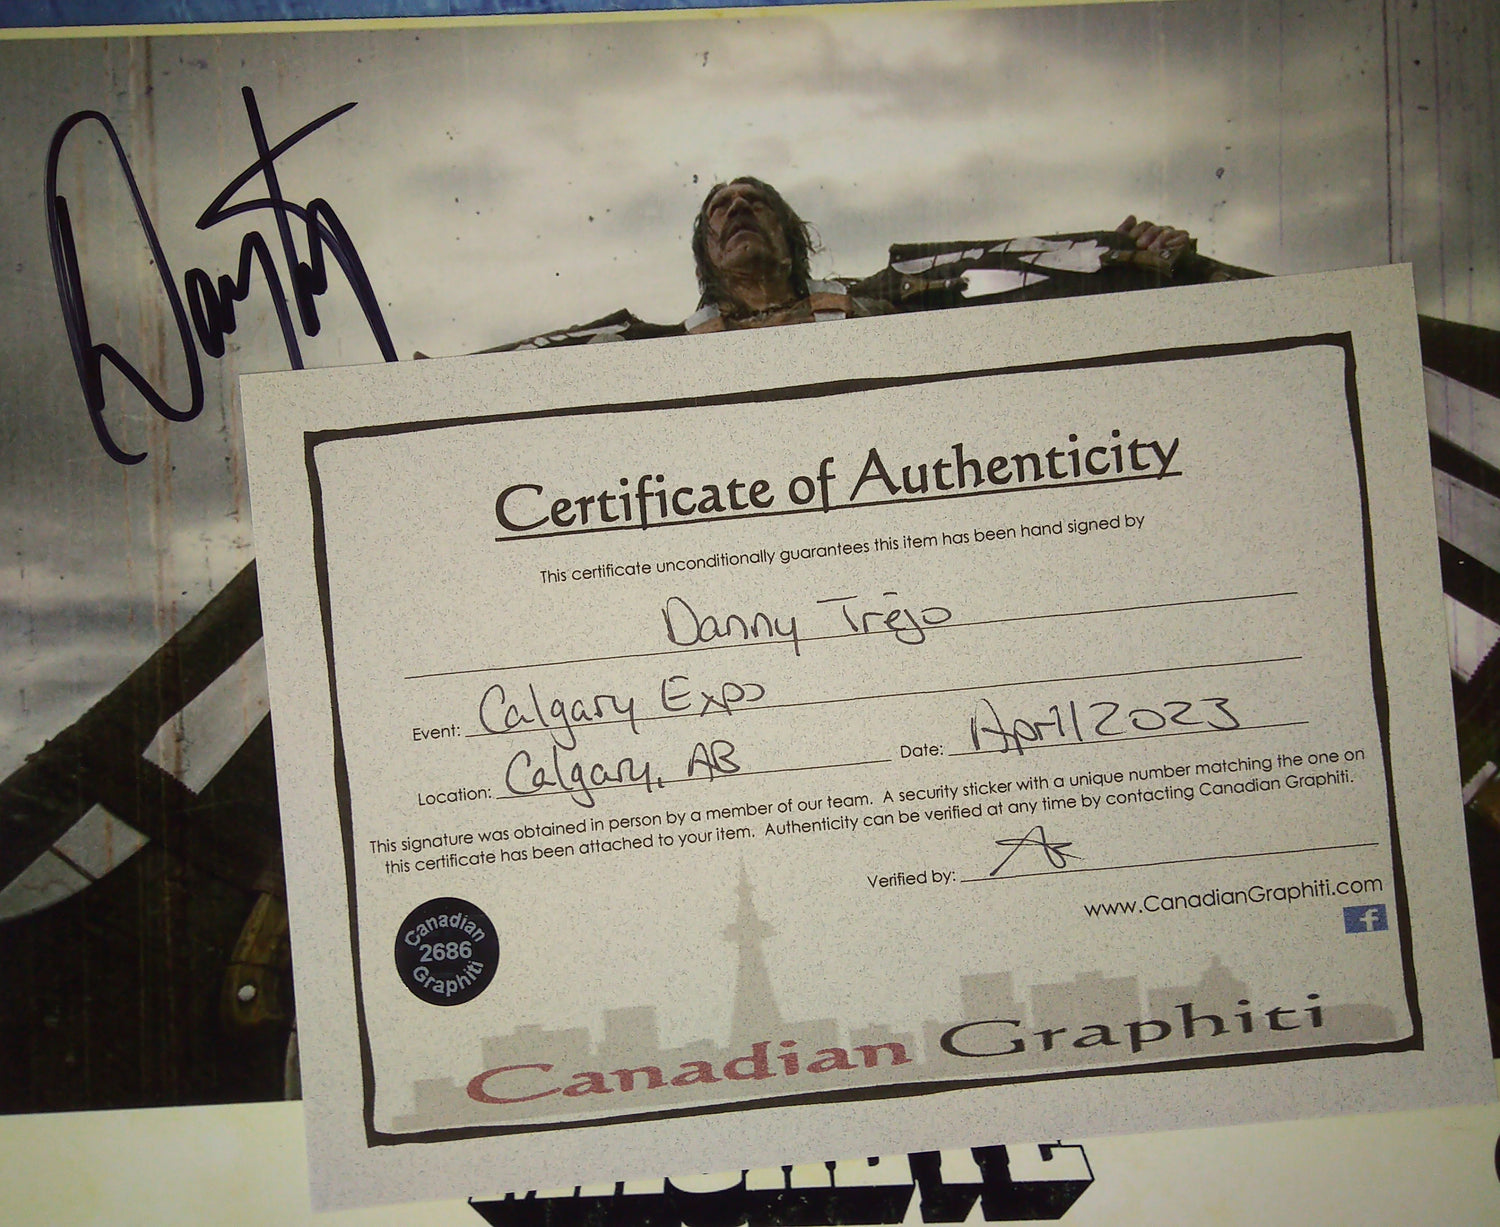 Danny
Certificate of Authenticity
This certificate unconditionally guarantees this item has been hand signed by
Danny Trejo
Event: Calgary Expo
Location: Calgary, AB
Date: April 2023
This signature was obtained in person by a member of our team. A security sticker with a unique number matching the one on
this certificate has been attached to your item. Authenticity can be verified at any time by contacting Canadian Graphiti.
Verified by:
www.CanadianGraphiti.com
f
Canadian
2686
Graphiti
Canadian Graphiti